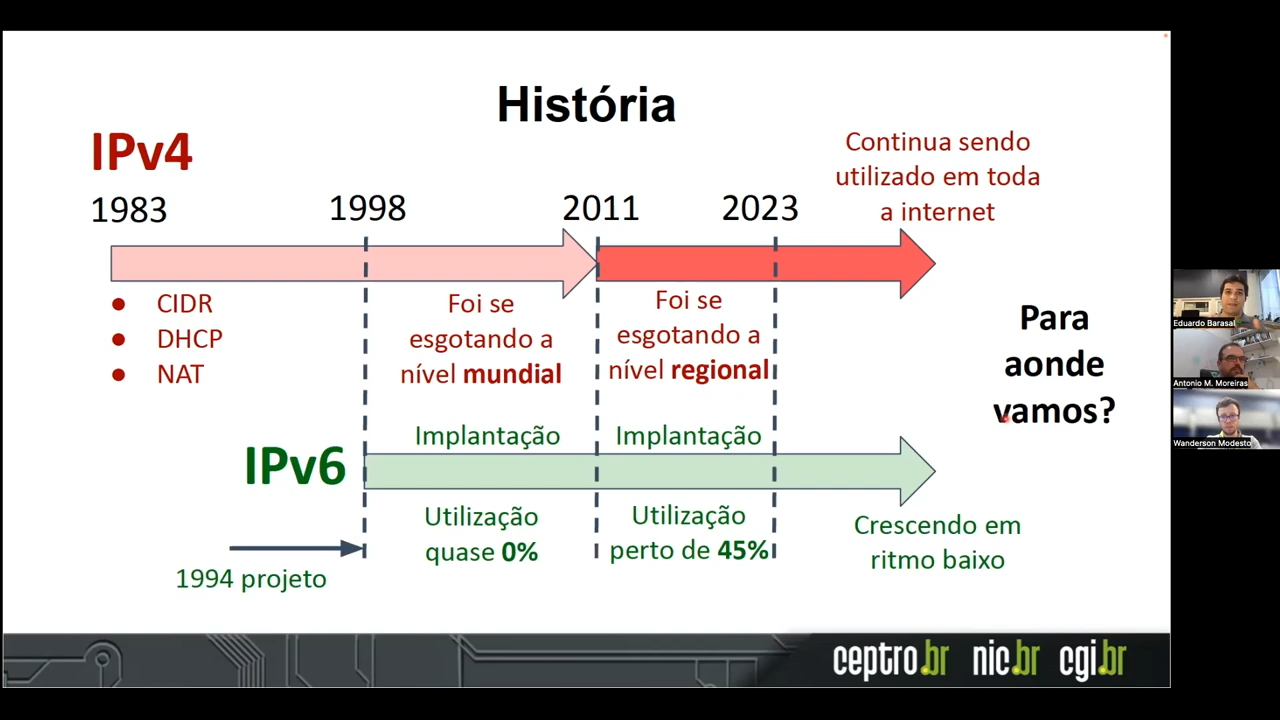 História
IPv4
1983
1998
2011
2023
Continua sendo
utilizado em toda
a internet
● CIDR
● DHCP
● NAT
Foi se
esgotando a
nível mundial
Foi se
esgotando a
nível regional
Para
aonde
vamos?
IPv6
Implantação
Implantação
Utilização
quase 0%
Utilização
perto de 45%
Crescendo em
ritmo baixo
1994 projeto
ceptro.br nic.br cgi.br
Eduardo Barasal
Antonio M. Moreiras
Wanderson Modesto